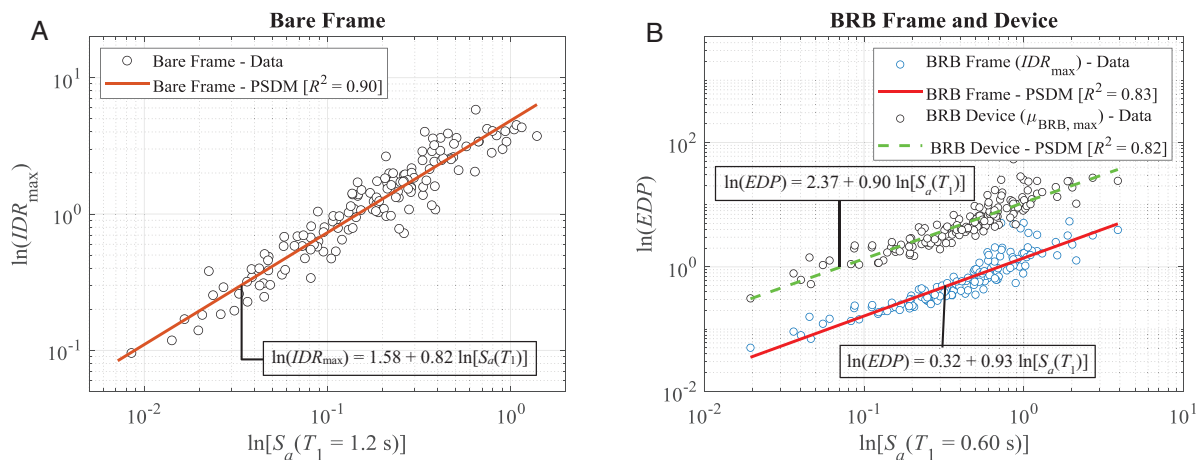 A
Bare Frame
Bare Frame - Data
Bare Frame - PSDM [R² = 0.90]
10¹
10⁰
10⁻¹
ln(IDRmax)
ln(IDRmax) = 1.58 + 0.82 ln[Sa(T1)]
10⁻²
10⁻¹
10⁰
ln[Sa(T1 = 1.2 s)]
B
BRB Frame and Device
BRB Frame (IDRmax) - Data
BRB Frame - PSDM [R² = 0.83]
BRB Device (μBRB, max) - Data
BRB Device - PSDM [R² = 0.82]
10²
10⁰
10⁻²
ln(EDP)
ln(EDP) = 2.37 + 0.90 ln[Sa(T1)]
ln(EDP) = 0.32 + 0.93 ln[Sa(T1)]
10⁻²
10⁻¹
10⁰
10¹
ln[Sa(T1 = 0.60 s)]